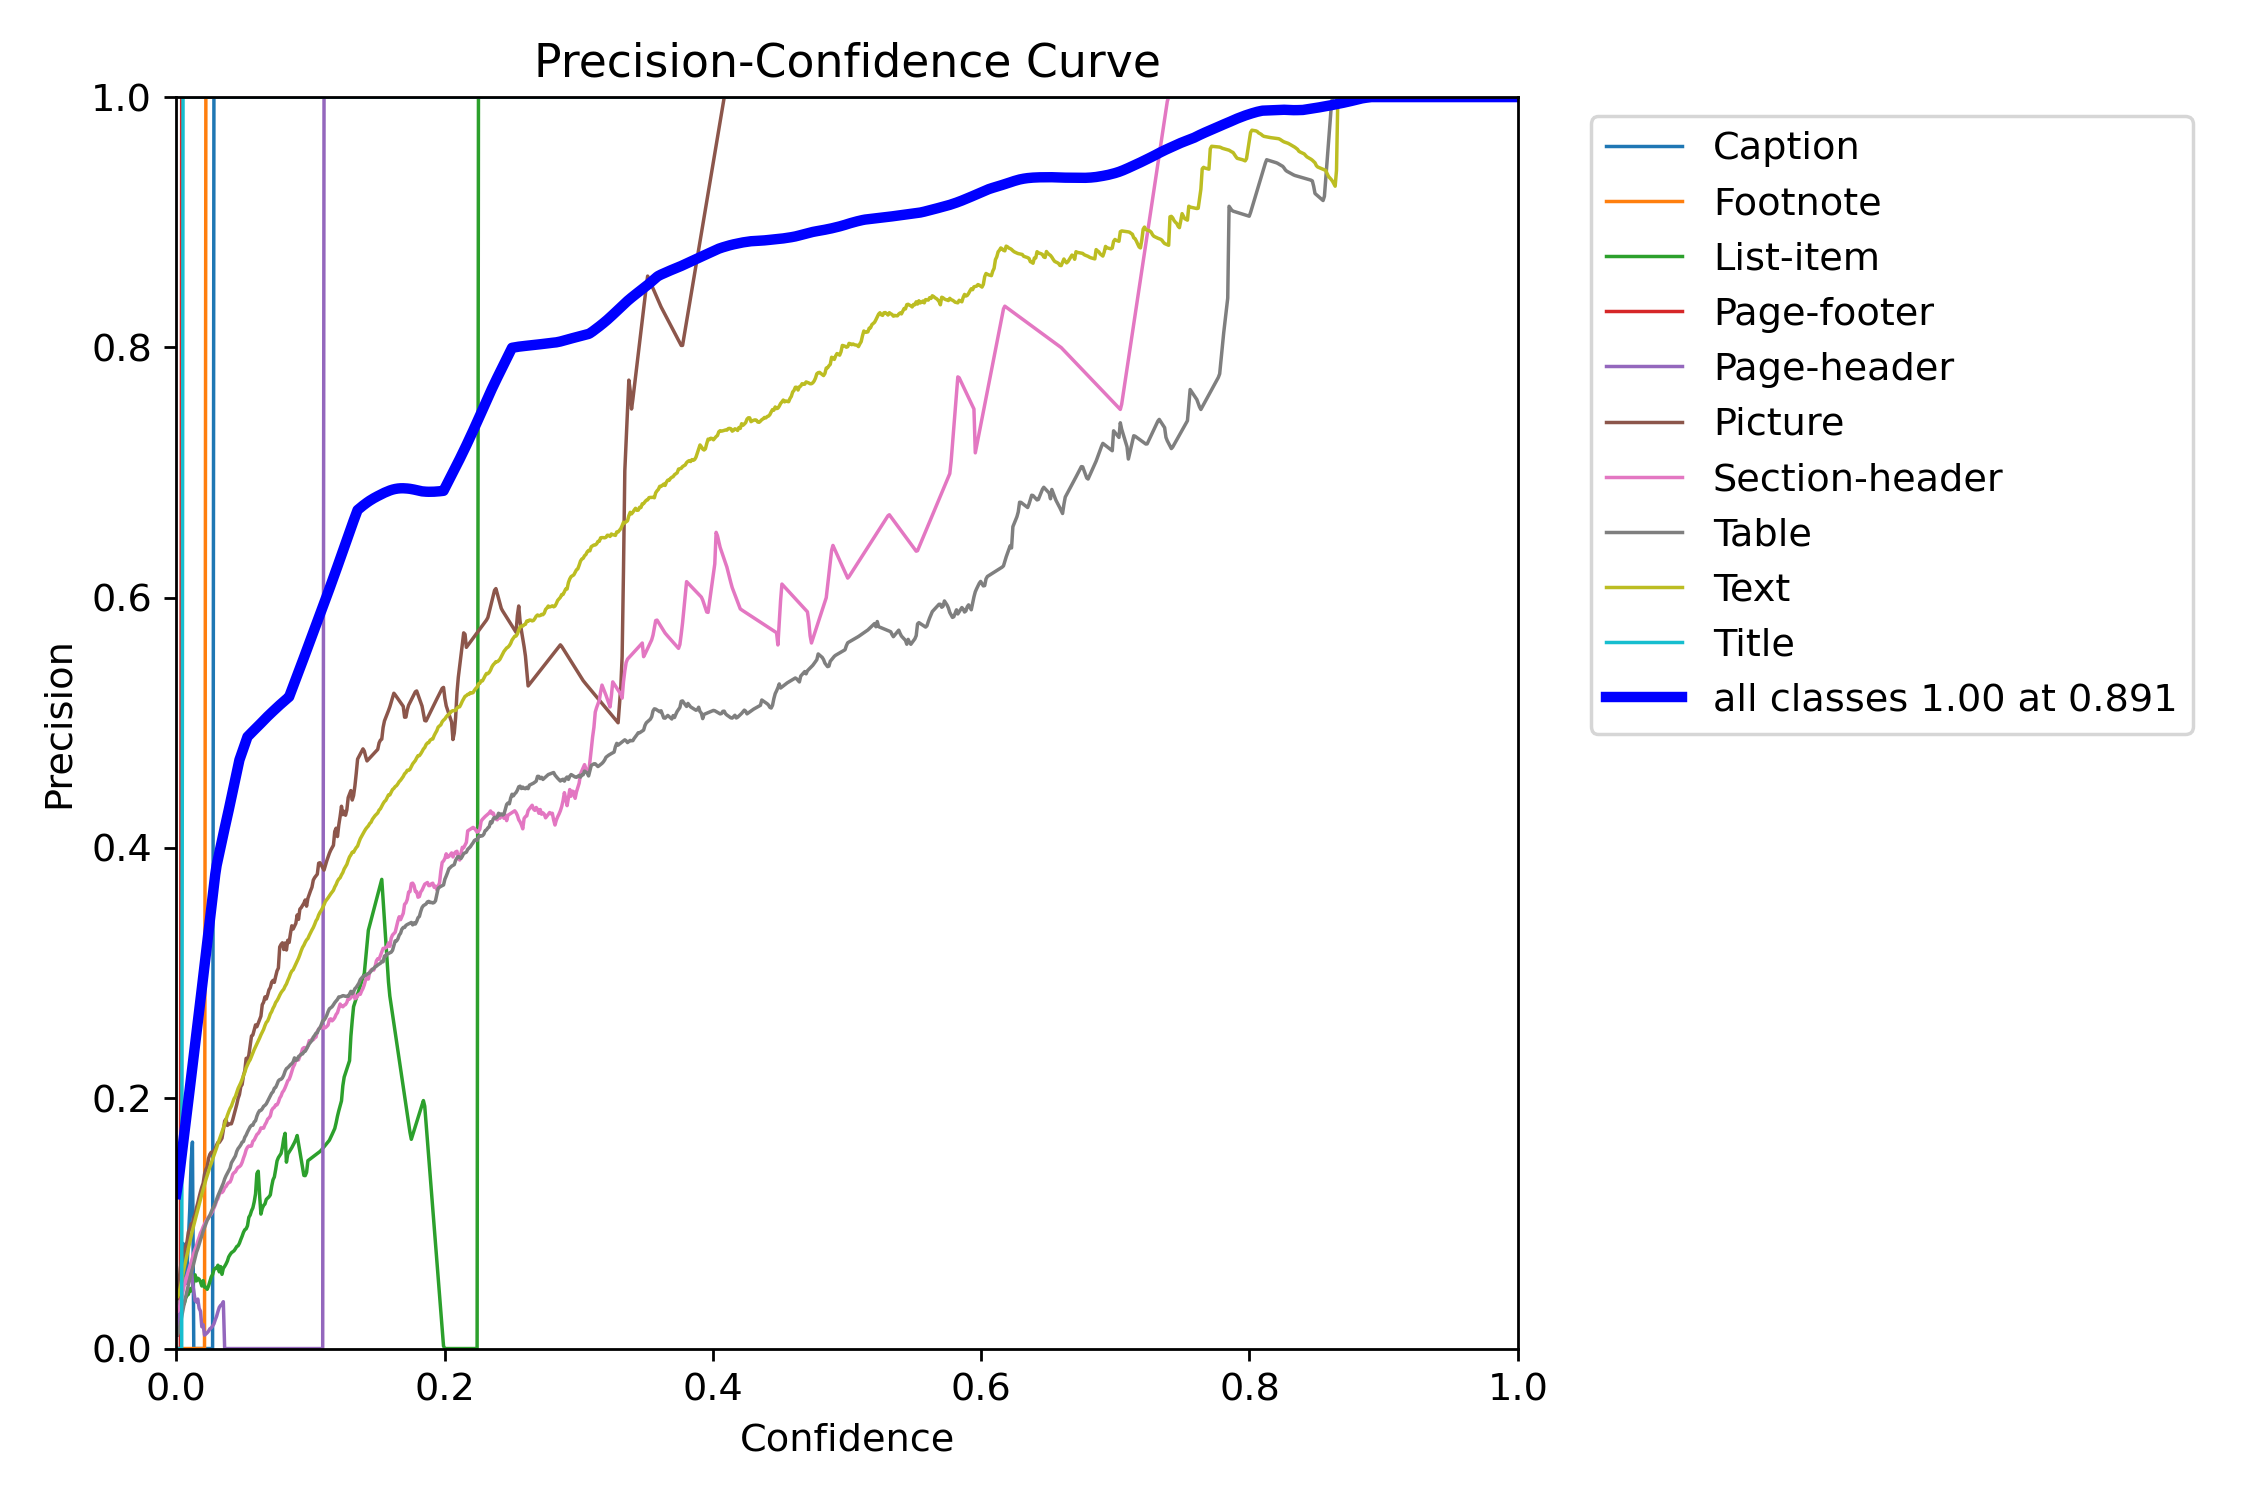 Precision-Confidence Curve
1.0
0.8
0.6
0.4
0.2
0.0
Precision
0.0 0.2 0.4 0.6 0.8 1.0
Confidence
Caption
Footnote
List-item
Page-footer
Page-header
Picture
Section-header
Table
Text
Title
all classes 1.00 at 0.891